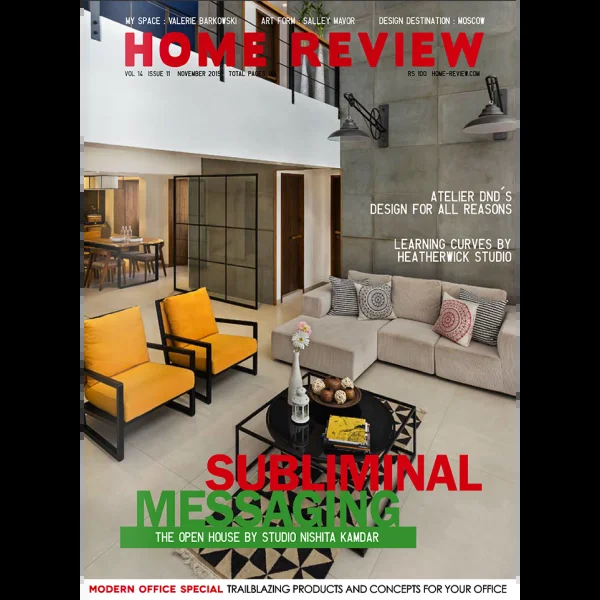 MY SPACE : VALERIE BARKOWSKI ART FORM : SALLEY MAVOR DESIGN DESTINATION : MOSCOW
HOME REVIEW
VOL 14 ISSUE 11 NOVEMBER 2015 TOTAL PAGES RS 100 HOME-REVIEW.COM
ATELIER DND'S
DESIGN FOR ALL REASONS
LEARNING CURVES BY
HEATHERWICK STUDIO
SUBLIMINAL
MESSAGING
THE OPEN HOUSE BY STUDIO NISHITA KAMDAR
MODERN OFFICE SPECIAL TRAILBLAZING PRODUCTS AND CONCEPTS FOR YOUR OFFICE